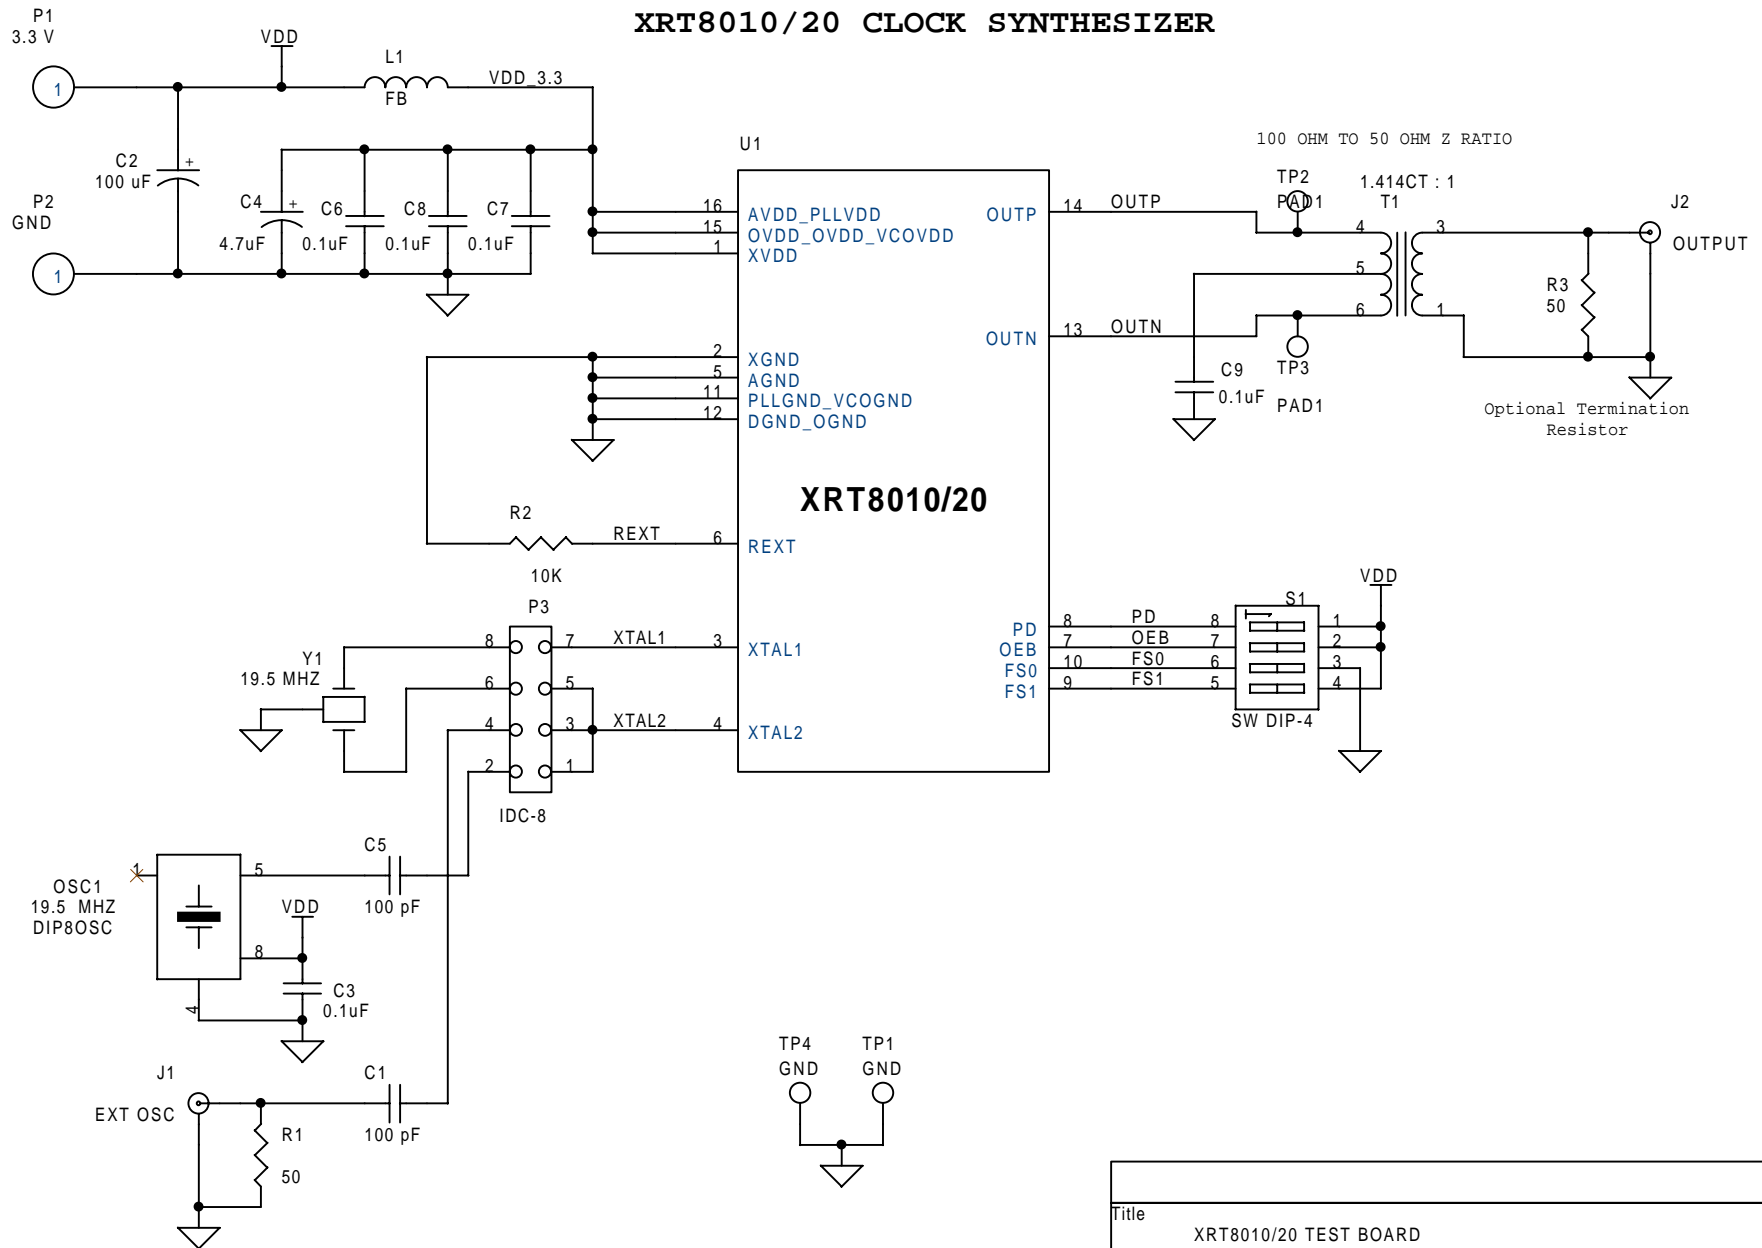 XRT8010/20 CLOCK SYNTHESIZER
P1
3.3 V
1
VDD
L1
FB
VDD_3.3
C2
100 uF
+
P2
GND
1
C4
+
4.7uF
C6
0.1uF
C8
0.1uF
C7
0.1uF
U1
16 AVDD_PLLVDD
15 OVDD_OVDD_VCOVDD
1 XVDD
2 XGND
5 AGND
11 PLLGND_VCOGND
12 DGND_OGND
XRT8010/20
R2
10K
REXT 6 REXT
P3
8 7 XTAL1 3 XTAL1
6 5
4 3 XTAL2 4 XTAL2
2 1
IDC-8
Y1
19.5 MHZ
OUTP 14 OUTP
OUTN 13 OUTN
100 OHM TO 50 OHM Z RATIO
TP2
PAD1
1.414CT : 1
T1
4 3
5
6 1
TP3
PAD1
C9
0.1uF
R3
50
J2
OUTPUT
Optional Termination
Resistor
VDD
S1
PD 8 PD 8 1
OEB 7 OEB 7 2
FS0 10 FS0 6 3
FS1 9 FS1 5 4
SW DIP-4
OSC1
19.5 MHZ
DIP8OSC
1
5
8
4
VDD
C5
100 pF
C3
0.1uF
J1
EXT OSC
C1
100 pF
R1
50
TP4
GND
TP1
GND
Title
XRT8010/20 TEST BOARD